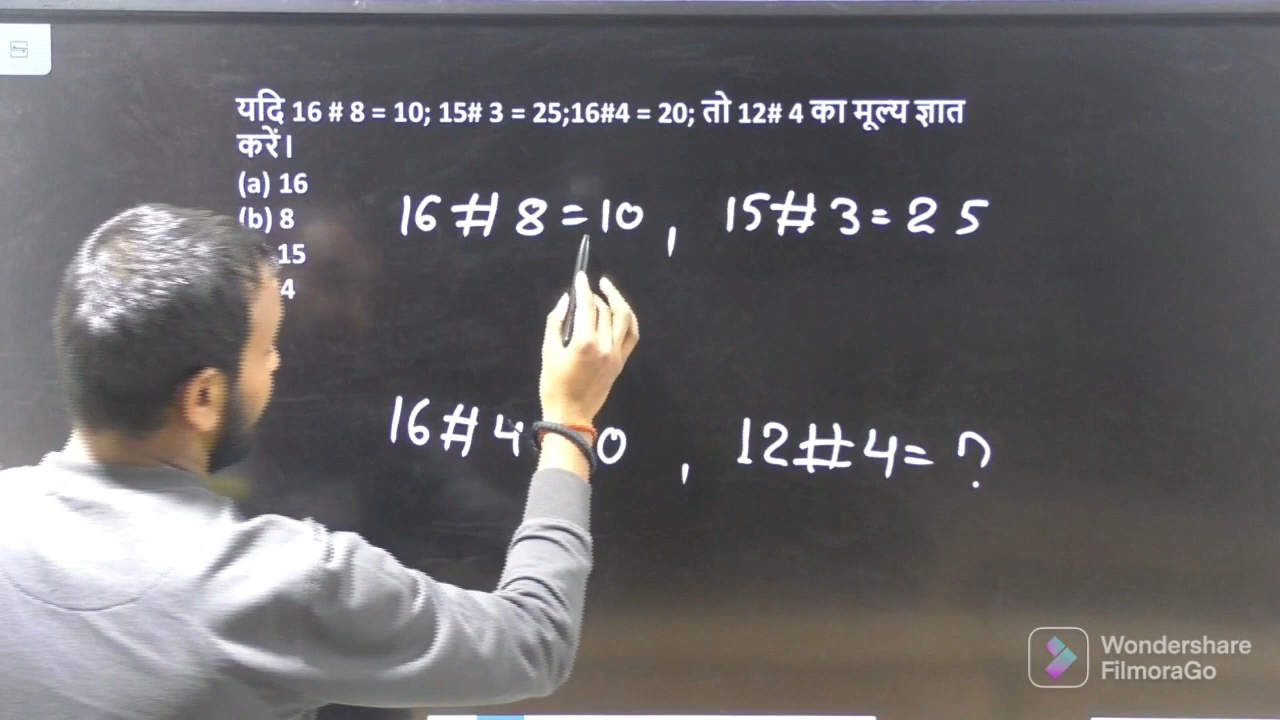 यदि 16 # 8 = 10; 15# 3 = 25;16#4 = 20; तो 12# 4 का मूल्य ज्ञात
करें।
(a) 16
(b) 8
15
4
16 # 8 = 10 , 15 # 3 = 25
16 # 4 0 , 12 # 4 = ?
Wondershare
FilmoraGo